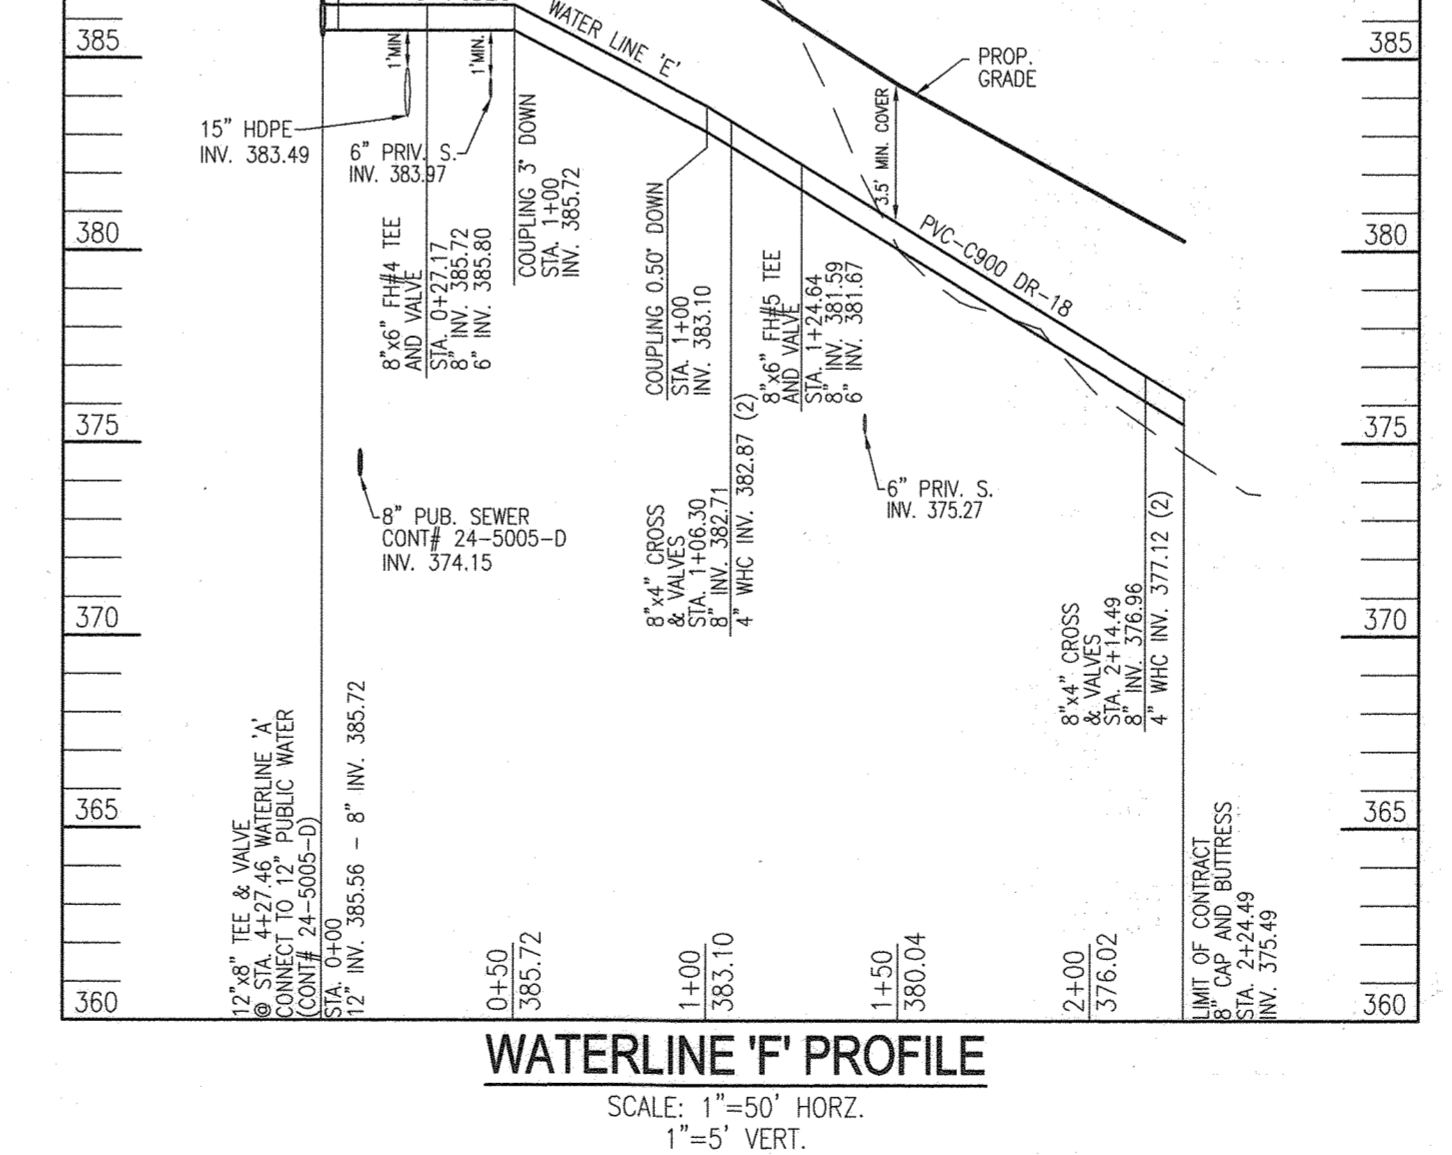 385
385
WATER LINE 'E'
PROP.
GRADE
1'MIN
1'MIN.
15" HDPE
INV. 383.49
6" PRIV. S.
INV. 383.97
COUPLING 3° DOWN
STA. 1+00
INV. 385.72
3.5' MIN. COVER
380
380
PVC-C900 DR-18
8"x6" FH#4 TEE
AND VALVE
STA. 0+27.17
8" INV. 385.72
6" INV. 385.80
COUPLING 0.50° DOWN
STA. 1+00
INV. 383.10
8"x6" FH#5 TEE
AND VALVE
STA. 1+24.64
8" INV. 381.59
6" INV. 381.67
375
375
8" PUB. SEWER
CONT# 24-5005-D
INV. 374.15
6" PRIV. S.
INV. 375.27
8"x4" CROSS
& VALVES
STA. 1+06.30
8" INV. 382.71
4" WHC INV. 382.87 (2)
8"x4" CROSS
& VALVES
STA. 2+14.49
8" INV. 376.96
4" WHC INV. 377.12 (2)
370
370
365
365
12"x8" TEE & VALVE
@ STA. 4+27.46 WATERLINE 'A'
CONNECT TO 12" PUBLIC WATER
(CONT# 24-5005-D)
STA. 0+00
12" INV. 385.56 - 8" INV. 385.72
0+50
385.72
1+00
383.10
1+50
380.04
2+00
376.02
LIMIT OF CONTRACT
8" CAP AND BUTTRESS
STA. 2+24.49
INV. 375.49
360
360
WATERLINE 'F' PROFILE
SCALE: 1"=50' HORZ.
1"=5' VERT.